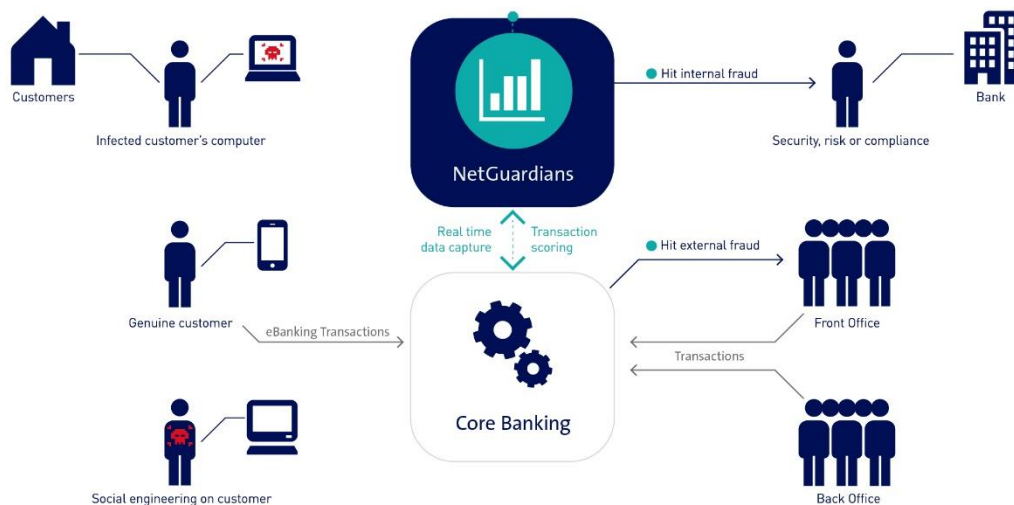 Customers
Infected customer's computer
NetGuardians
Hit internal fraud
Security, risk or compliance
Bank
Real time
data capture
Transaction
scoring
Hit external fraud
Genuine customer
eBanking Transactions
Front Office
Transactions
Core Banking
Social engineering on customer
Back Office